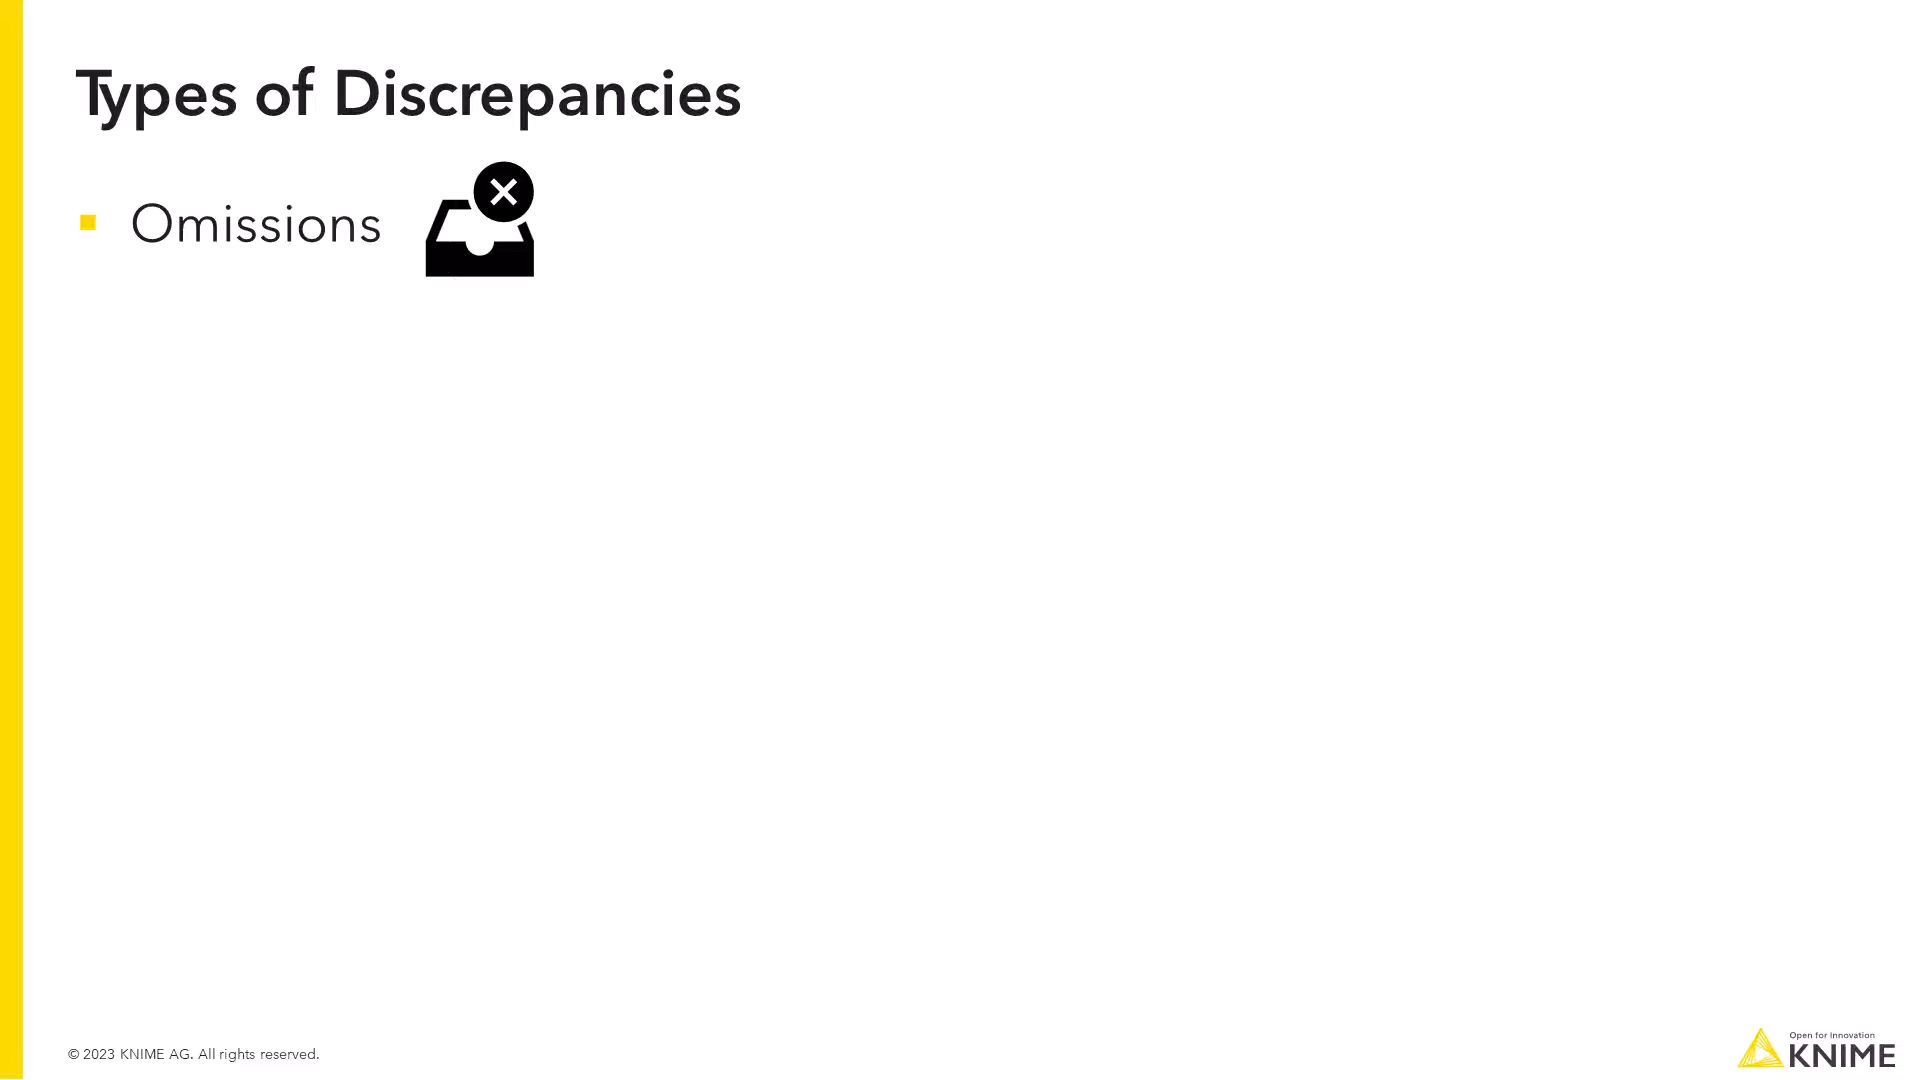 Types of Discrepancies
Omissions
© 2023 KNIME AG. All rights reserved.
Open for Innovation
KNIME